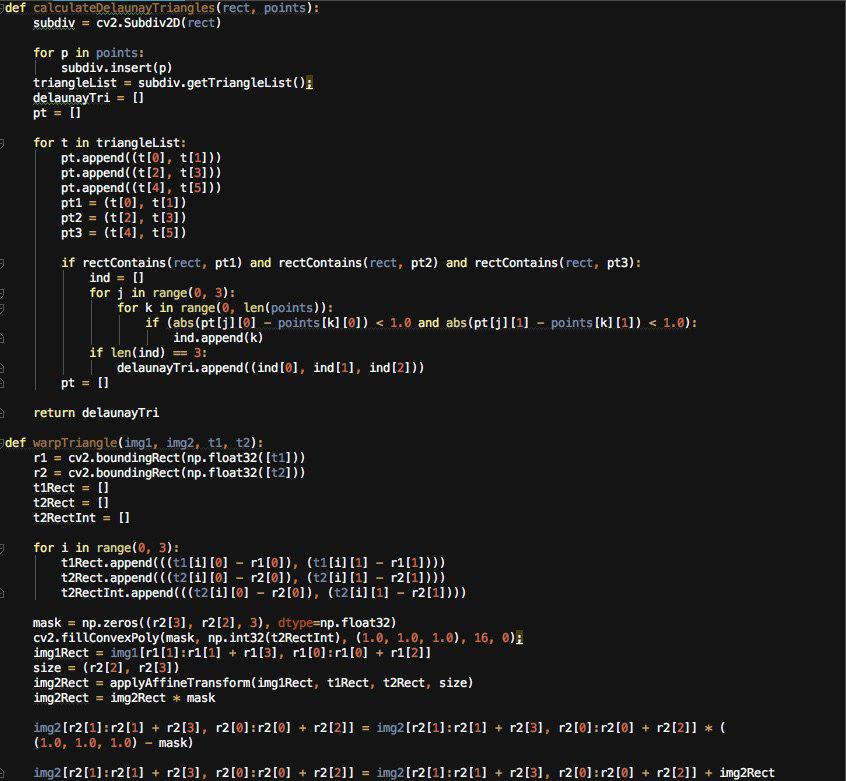 def calculateDelaunayTriangles(rect, points):
    subdiv = cv2.Subdiv2D(rect)

    for p in points:
        subdiv.insert(p)
    triangleList = subdiv.getTriangleList();
    delaunayTri = []
    pt = []

    for t in triangleList:
        pt.append((t[0], t[1]))
        pt.append((t[2], t[3]))
        pt.append((t[4], t[5]))
        pt1 = (t[0], t[1])
        pt2 = (t[2], t[3])
        pt3 = (t[4], t[5])

        if rectContains(rect, pt1) and rectContains(rect, pt2) and rectContains(rect, pt3):
            ind = []
            for j in range(0, 3):
                for k in range(0, len(points)):
                    if (abs(pt[j][0] - points[k][0]) < 1.0 and abs(pt[j][1] - points[k][1]) < 1.0):
                        ind.append(k)
            if len(ind) == 3:
                delaunayTri.append((ind[0], ind[1], ind[2]))
        pt = []

    return delaunayTri

def warpTriangle(img1, img2, t1, t2):
    r1 = cv2.boundingRect(np.float32([t1]))
    r2 = cv2.boundingRect(np.float32([t2]))
    t1Rect = []
    t2Rect = []
    t2RectInt = []

    for i in range(0, 3):
        t1Rect.append(((t1[i][0] - r1[0]), (t1[i][1] - r1[1])))
        t2Rect.append(((t2[i][0] - r2[0]), (t2[i][1] - r2[1])))
        t2RectInt.append(((t2[i][0] - r2[0]), (t2[i][1] - r2[1])))

    mask = np.zeros((r2[3], r2[2], 3), dtype=np.float32)
    cv2.fillConvexPoly(mask, np.int32(t2RectInt), (1.0, 1.0, 1.0), 16, 0);
    img1Rect = img1[r1[1]:r1[1] + r1[3], r1[0]:r1[0] + r1[2]]
    size = (r2[2], r2[3])
    img2Rect = applyAffineTransform(img1Rect, t1Rect, t2Rect, size)
    img2Rect = img2Rect * mask

    img2[r2[1]:r2[1] + r2[3], r2[0]:r2[0] + r2[2]] = img2[r2[1]:r2[1] + r2[3], r2[0]:r2[0] + r2[2]] * (
    (1.0, 1.0, 1.0) - mask)

    img2[r2[1]:r2[1] + r2[3], r2[0]:r2[0] + r2[2]] = img2[r2[1]:r2[1] + r2[3], r2[0]:r2[0] + r2[2]] + img2Rect